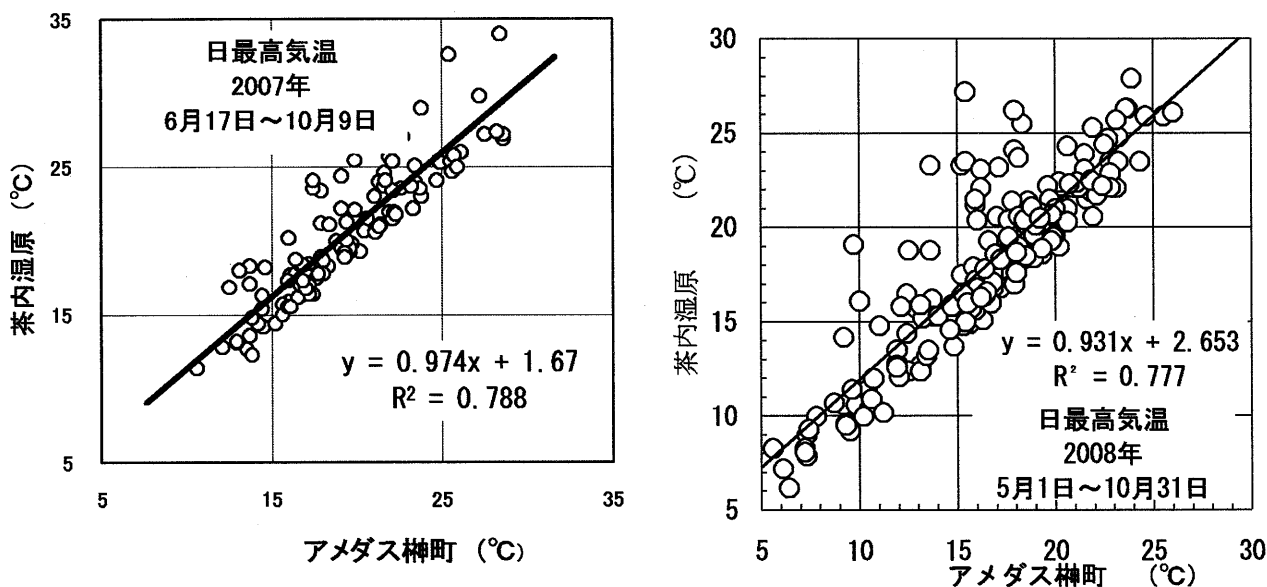 35
25
15
5
5
15
25
35
日最高気温
2007年
6月17日～10月9日
y = 0.974x + 1.67
R² = 0.788
茶内湿原 (℃)
アメダス榊町 (℃)
30
25
20
15
10
5
5
10
15
20
25
30
y = 0.931x + 2.653
R² = 0.777
日最高気温
2008年
5月1日～10月31日
茶内湿原 (℃)
アメダス榊町 (℃)